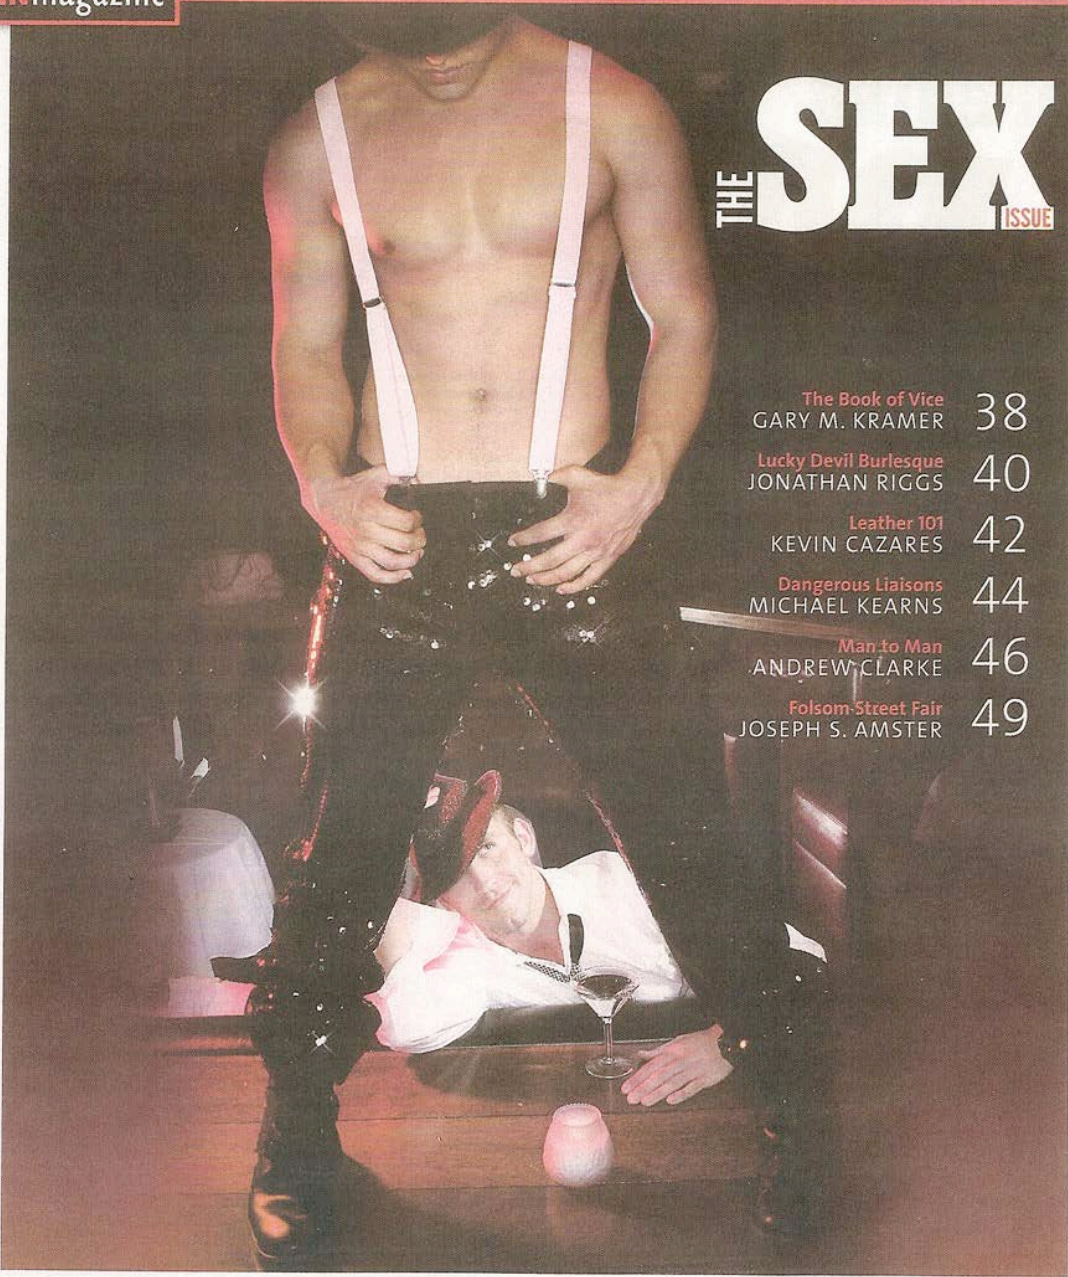 magazine
THE
SEX
ISSUE
The Book of Vice
GARY M. KRAMER 38
Lucky Devil Burlesque
JONATHAN RIGGS 40
Leather 101
KEVIN CAZARES 42
Dangerous Liaisons
MICHAEL KEARNS 44
Man to Man
ANDREW CLARKE 46
Folsom Street Fair
JOSEPH S. AMSTER 49